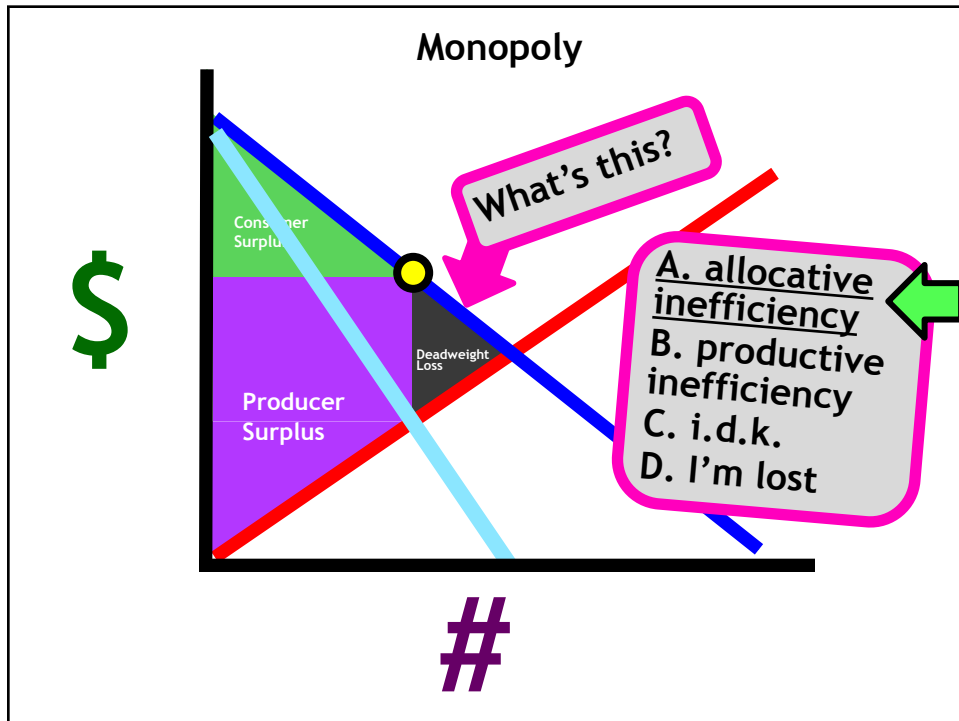 Monopoly
What's this?
Consumer
Surplus
$
A. allocative
inefficiency
B. productive
inefficiency
C. i.d.k.
D. I'm lost
Deadweight
Loss
Producer
Surplus
#